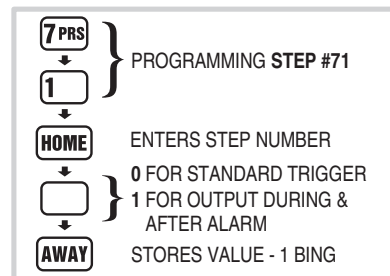 7 PRS
PROGRAMMING STEP #71
1
HOME ENTERS STEP NUMBER
0 FOR STANDARD TRIGGER
1 FOR OUTPUT DURING &
AFTER ALARM
AWAY STORES VALUE - 1 BING